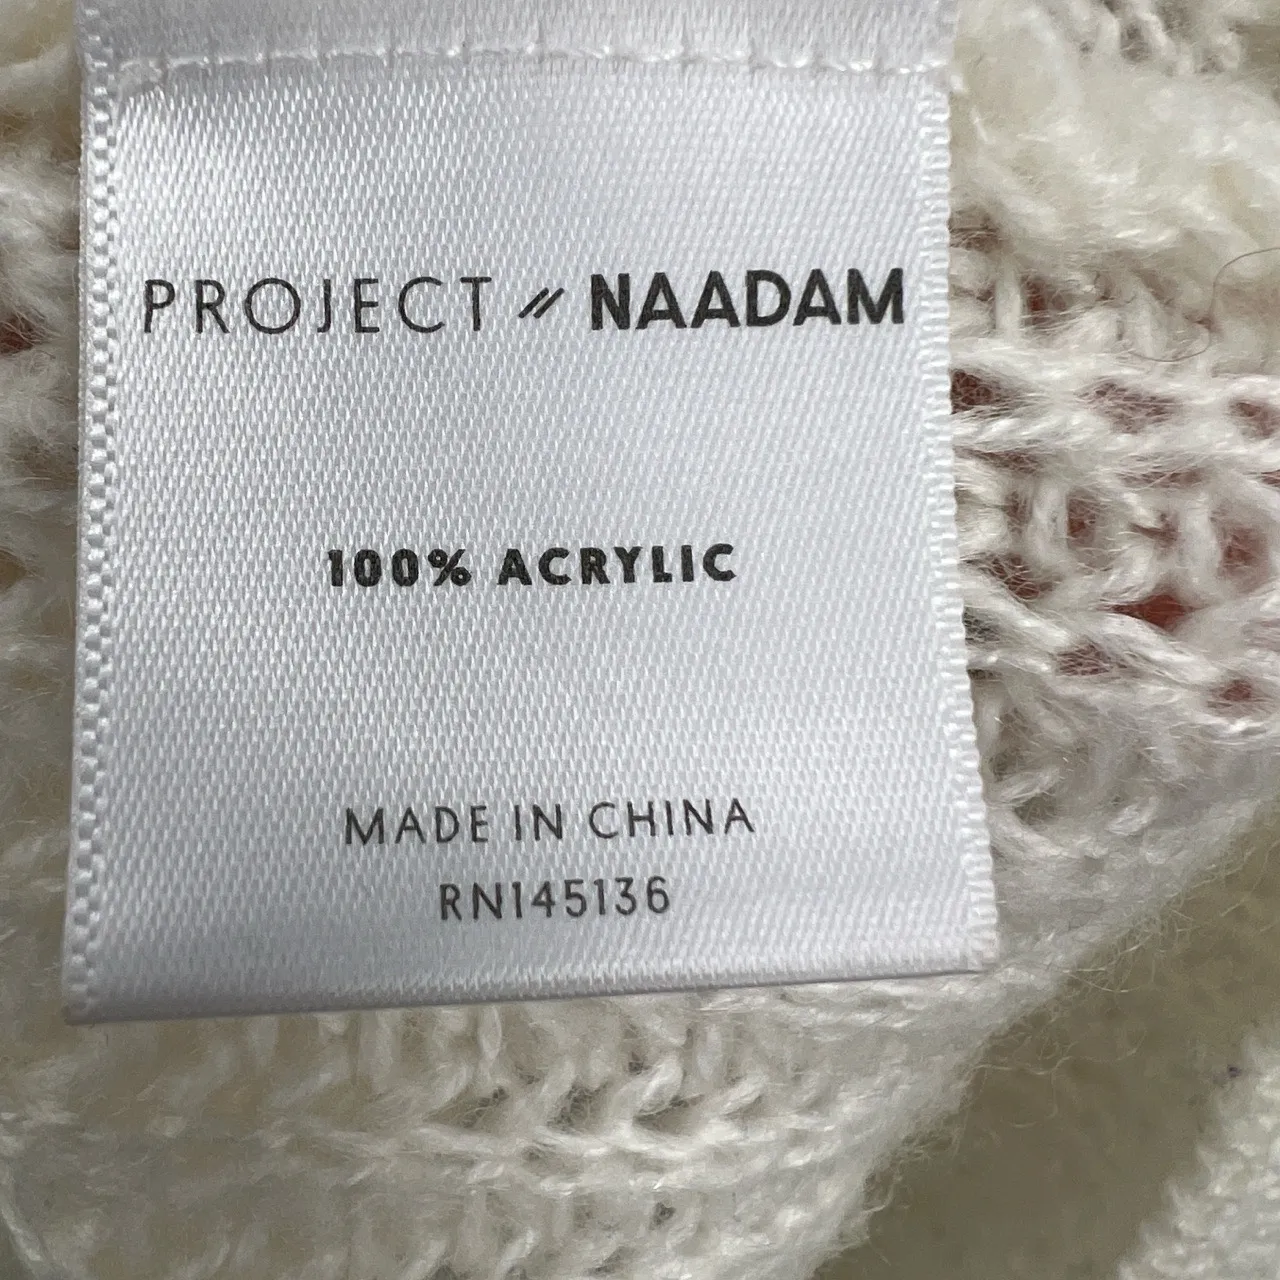 PROJECT // NAADAM
100% ACRYLIC
MADE IN CHINA
RN145136